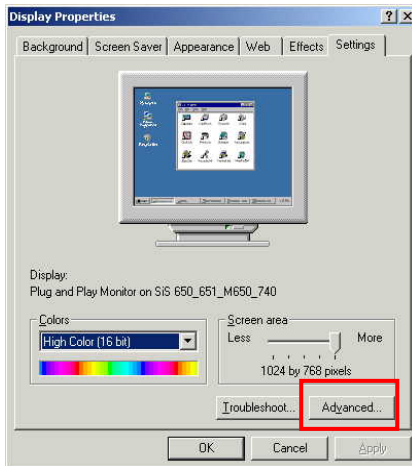 Display Properties
Background Screen Saver Appearance Web Effects Settings
Display:
Plug and Play Monitor on SiS 650_651_M650_740
Colors
High Color (16 bit)
Screen area
Less More
1024 by 768 pixels
Troubleshoot... Advanced...
OK Cancel Apply